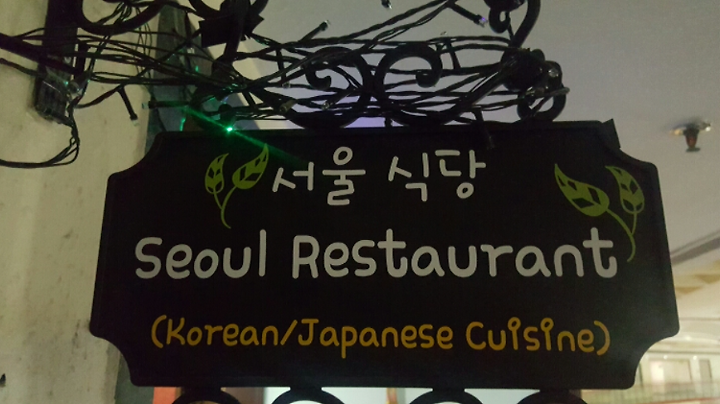 서울 식당
Seoul Restaurant
(Korean/Japanese Cuisine)